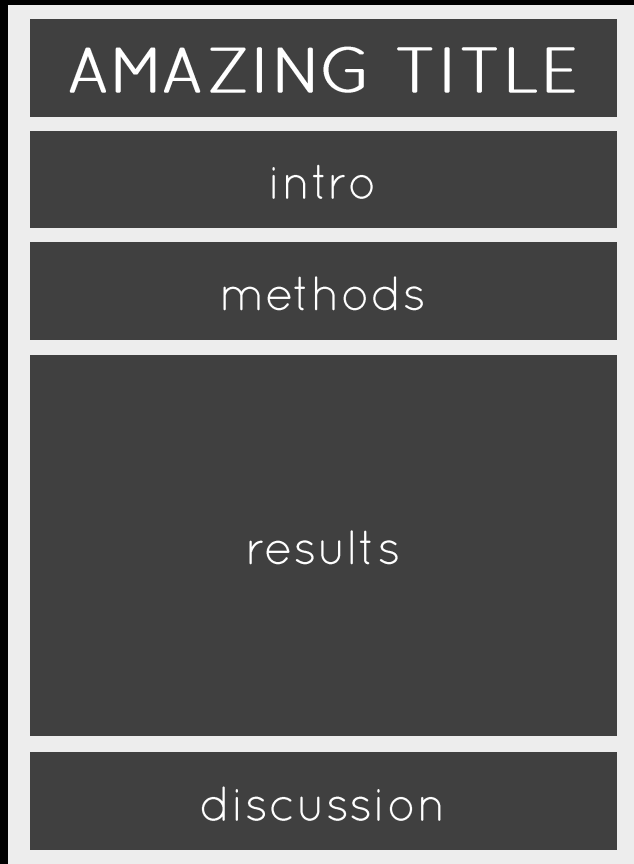 AMAZING TITLE
intro
methods
results
discussion